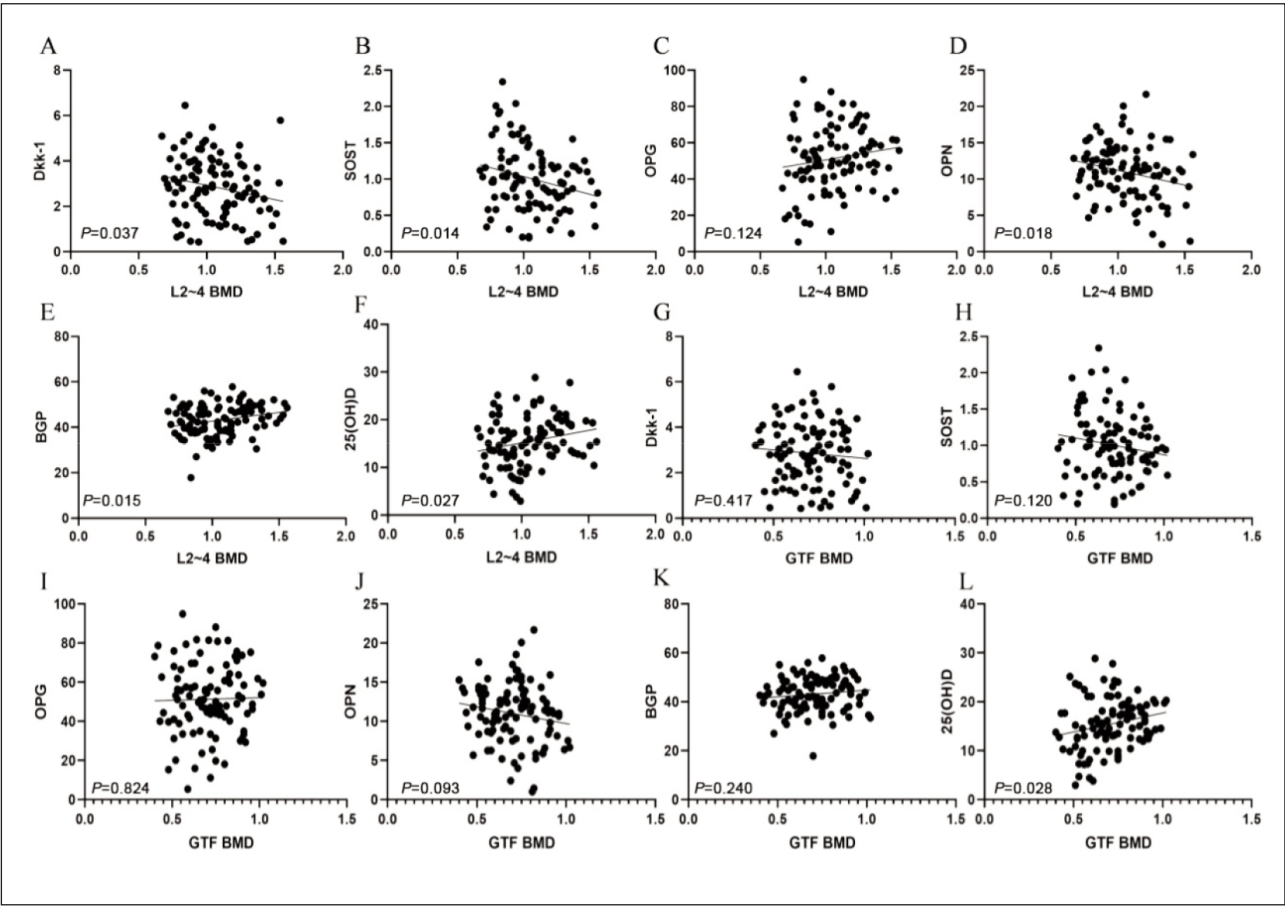 A
8
6
4
2
0
Dkk-1
P=0.037
0.0 0.5 1.0 1.5 2.0
L2~4 BMD
B
2.5
2.0
1.5
1.0
0.5
0.0
SOST
P=0.014
0.0 0.5 1.0 1.5 2.0
L2~4 BMD
C
100
80
60
40
20
0
OPG
P=0.124
0.0 0.5 1.0 1.5 2.0
L2~4 BMD
D
25
20
15
10
5
0
OPN
P=0.018
0.0 0.5 1.0 1.5 2.0
L2~4 BMD
E
80
60
40
20
0
BGP
P=0.015
0.0 0.5 1.0 1.5 2.0
L2~4 BMD
F
40
30
20
10
0
25(OH)D
P=0.027
0.0 0.5 1.0 1.5 2.0
L2~4 BMD
G
8
6
4
2
0
Dkk-1
P=0.417
0.0 0.5 1.0 1.5
GTF BMD
H
2.5
2.0
1.5
1.0
0.5
0.0
SOST
P=0.120
0.0 0.5 1.0 1.5
GTF BMD
I
100
80
60
40
20
0
OPG
P=0.824
0.0 0.5 1.0 1.5
GTF BMD
J
25
20
15
10
5
0
OPN
P=0.093
0.0 0.5 1.0 1.5
GTF BMD
K
80
60
40
20
0
BGP
P=0.240
0.0 0.5 1.0 1.5
GTF BMD
L
40
30
20
10
0
25(OH)D
P=0.028
0.0 0.5 1.0 1.5
GTF BMD